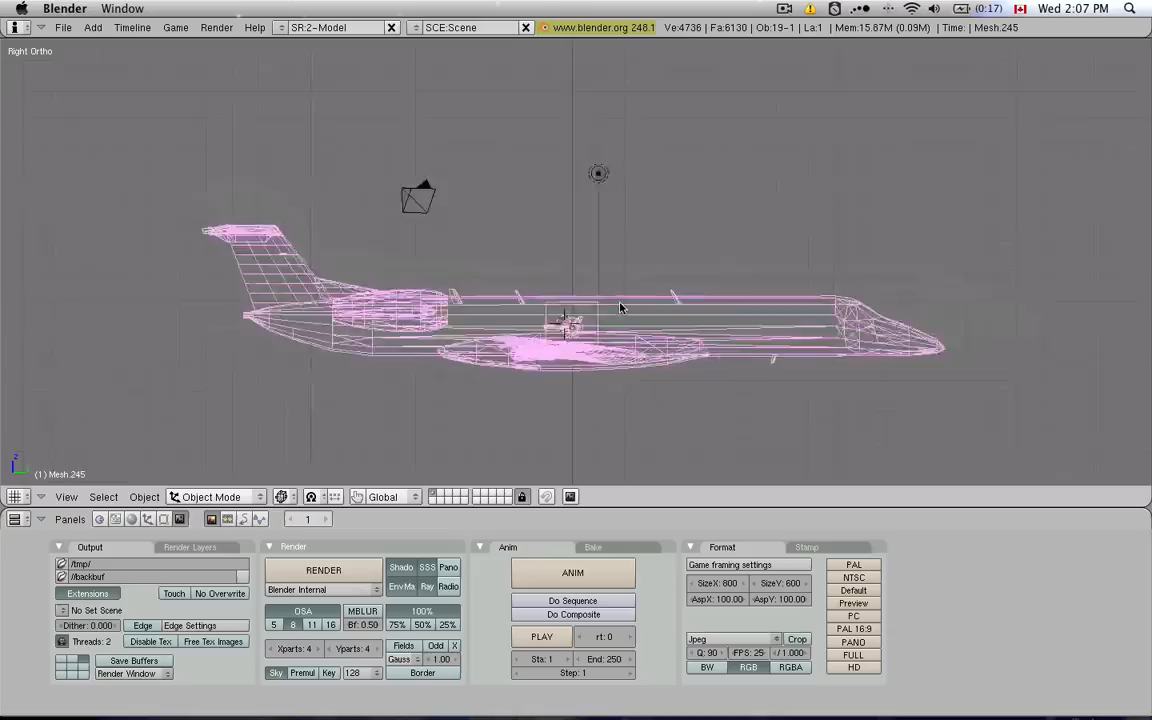 Blender Window (0:17) Wed 2:07 PM
File Add Timeline Game Render Help SR:2-Model SCE:Scene www.blender.org 248.1 Ve:4736 | Fa:6130 | Ob:19-1 | La:1 | Mem:15.87M (0.09M) | Time: | Mesh.245
Right Ortho
z
(1) Mesh.245
View Select Object Object Mode Global
Panels 1
Output Render Layers
/tmp/
//backbuf
Extensions Touch No Overwrite
No Set Scene
Dither: 0.000 Edge Edge Settings
Threads: 2 Disable Tex Free Tex Images
Save Buffers
Render Window
Render
RENDER
Blender Internal
Shado SSS Pano
EnvMa Ray Radio
OSA MBLUR 100%
5 8 11 16 Bf: 0.50 75% 50% 25%
Xparts: 4 Yparts: 4 Fields Odd X
Gauss 1.00
Sky Premul Key 128 Border
Anim Bake
ANIM
Do Sequence
Do Composite
PLAY rt: 0
Sta: 1 End: 250
Step: 1
Format Stamp
Game framing settings
SizeX: 800 SizeY: 600
AspX: 100.00 AspY: 100.00
Jpeg Crop
Q: 90 FPS: 25 / 1.000
BW RGB RGBA
PAL
NTSC
Default
Preview
PC
PAL 16:9
PANO
FULL
HD